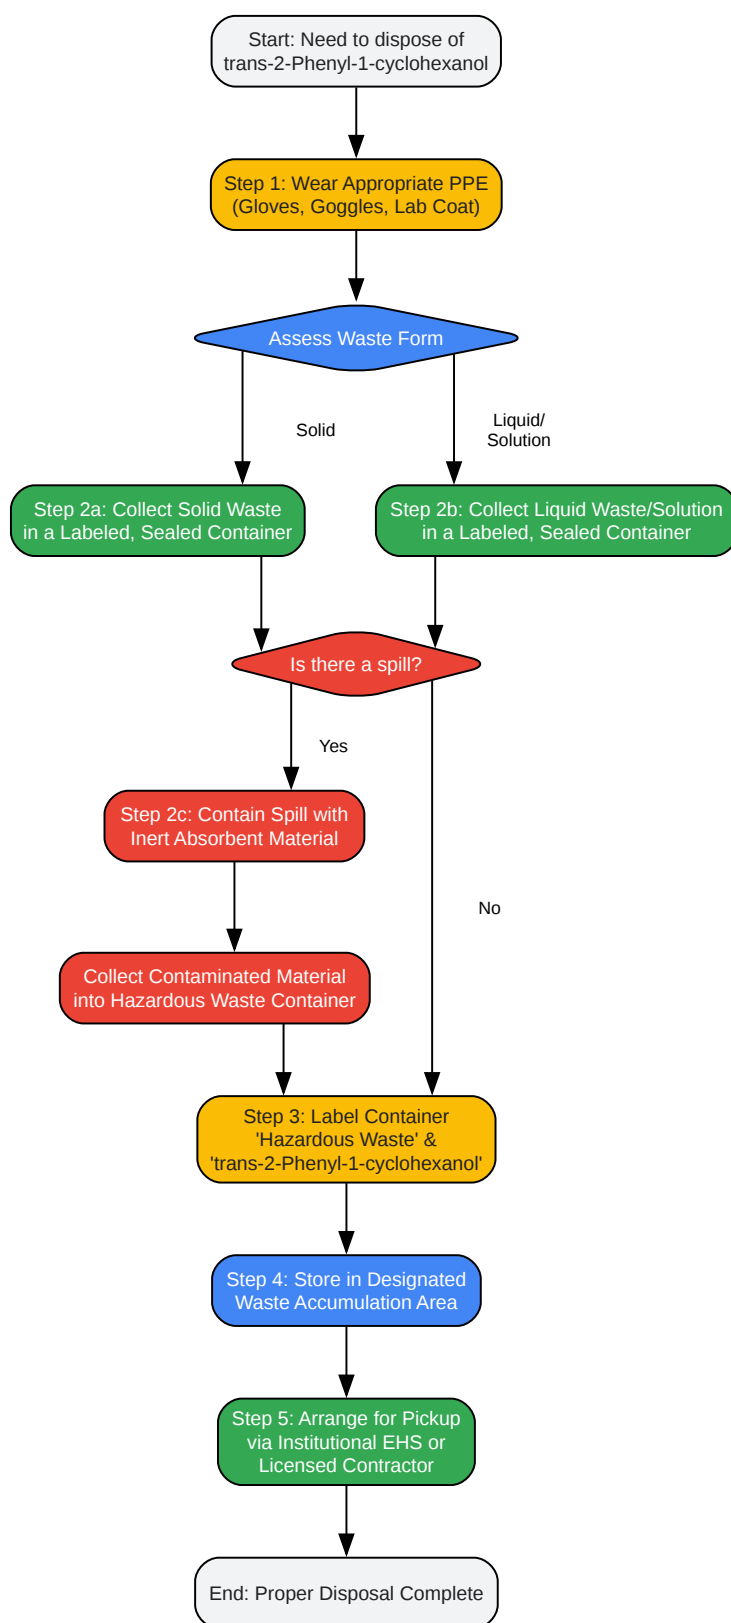 Start: Need to dispose of
trans-2-Phenyl-1-cyclohexanol
Step 1: Wear Appropriate PPE
(Gloves, Goggles, Lab Coat)
Assess Waste Form
Solid
Liquid/
Solution
Step 2a: Collect Solid Waste
in a Labeled, Sealed Container
Step 2b: Collect Liquid Waste/Solution
in a Labeled, Sealed Container
Is there a spill?
Yes
Step 2c: Contain Spill with
Inert Absorbent Material
No
Collect Contaminated Material
into Hazardous Waste Container
Step 3: Label Container
'Hazardous Waste' &
'trans-2-Phenyl-1-cyclohexanol'
Step 4: Store in Designated
Waste Accumulation Area
Step 5: Arrange for Pickup
via Institutional EHS or
Licensed Contractor
End: Proper Disposal Complete